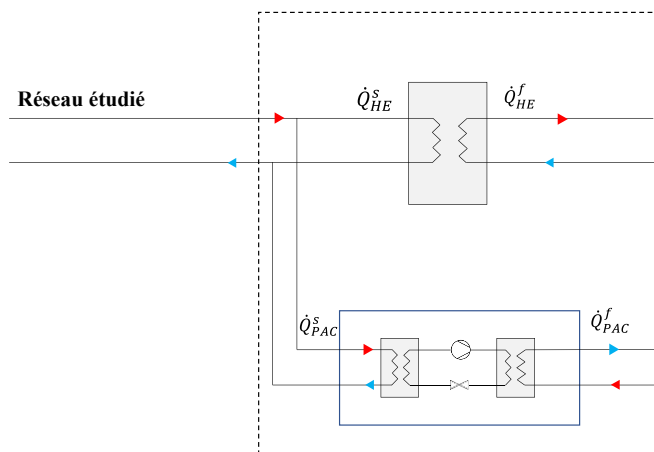 Réseau étudié
Q̇ˢ_HE
Q̇ᶠ_HE
Q̇ˢ_PAC
Q̇ᶠ_PAC